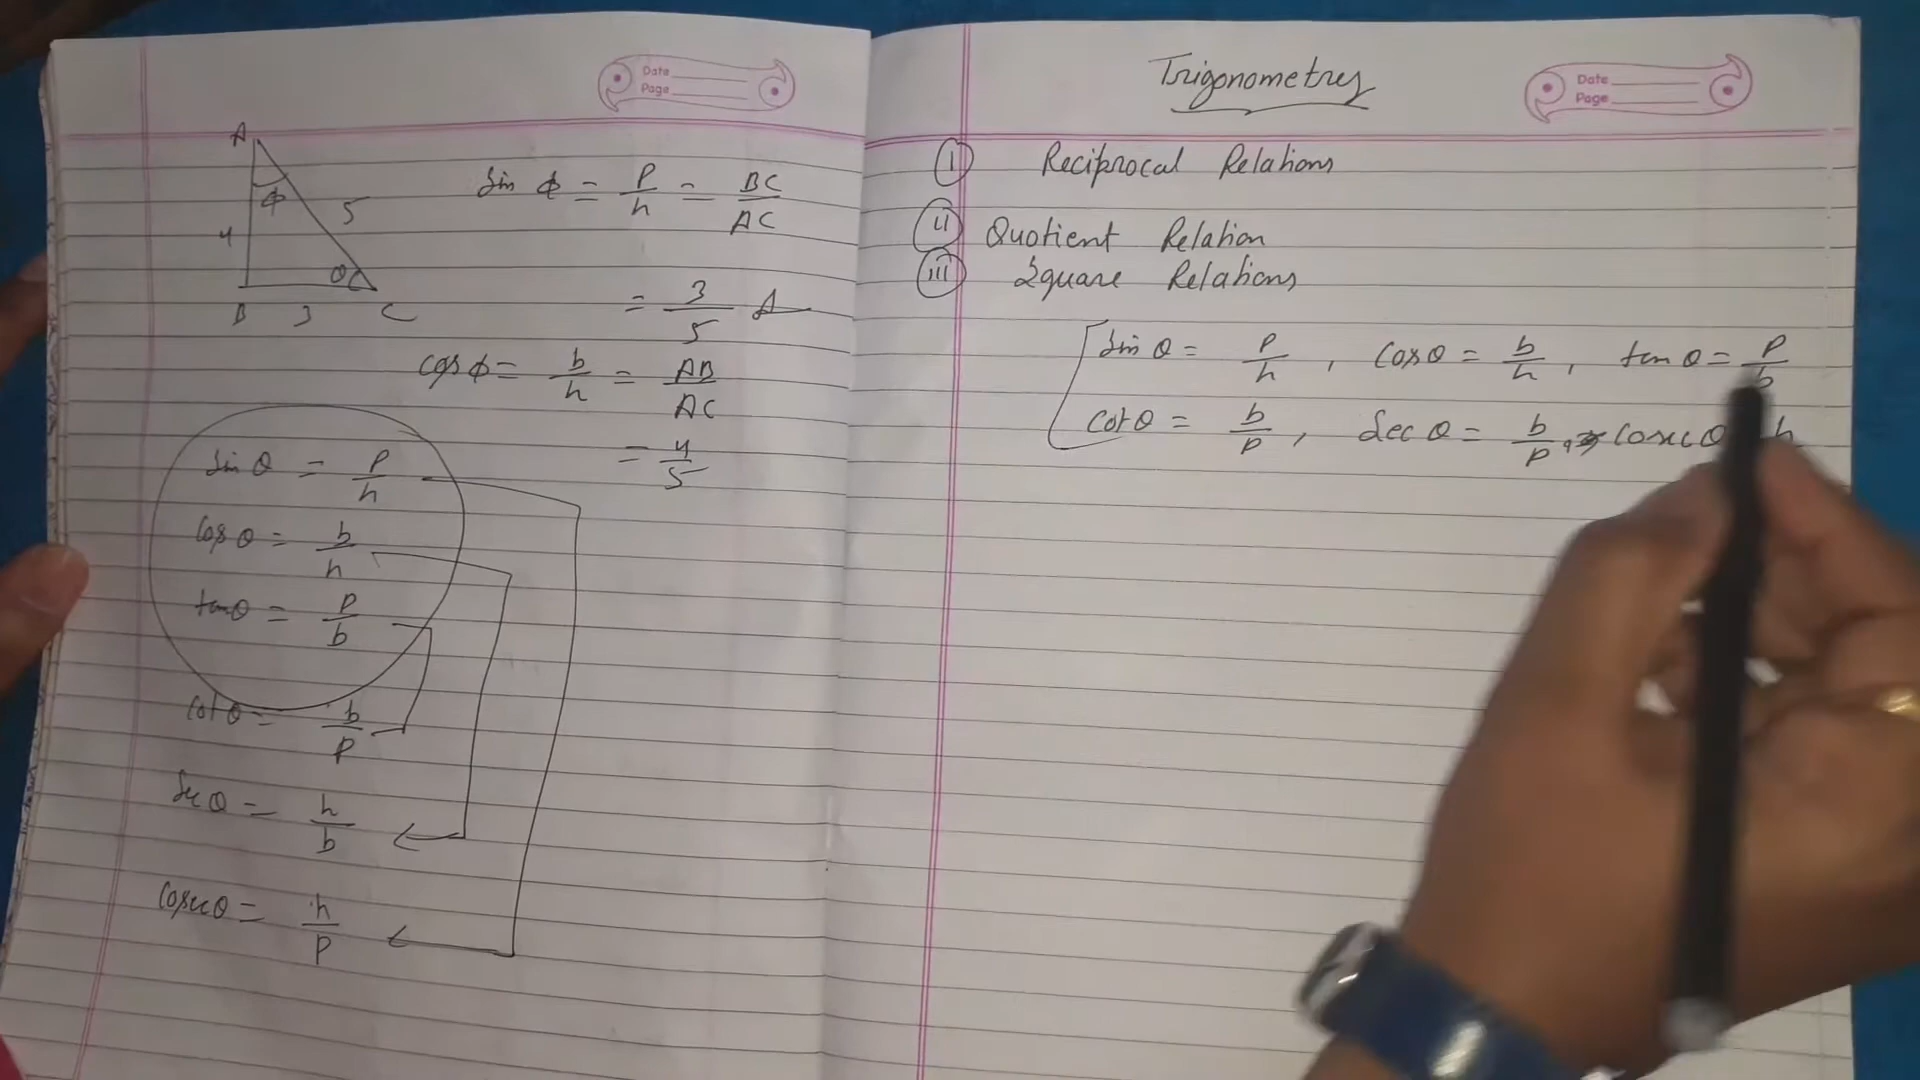 Date
Page
A
ϕ
5
4
θ
B 3 C
Sin ϕ = P/h = BC/AC
= 3/5
cos ϕ = b/h = AB/AC
= 4/5
Sin θ = P/h
Cos θ = b/h
tan θ = P/b
Cot θ = b/P
Sec θ = h/b
Cosec θ = h/P
Trigonometry
Date
Page
(i) Reciprocal Relations
(ii) Quotient Relation
(iii) Square Relations
Sin θ = P/h , Cos θ = b/h , tan θ = P/b
Cot θ = b/P , Sec θ = b/P , Cosec θ h